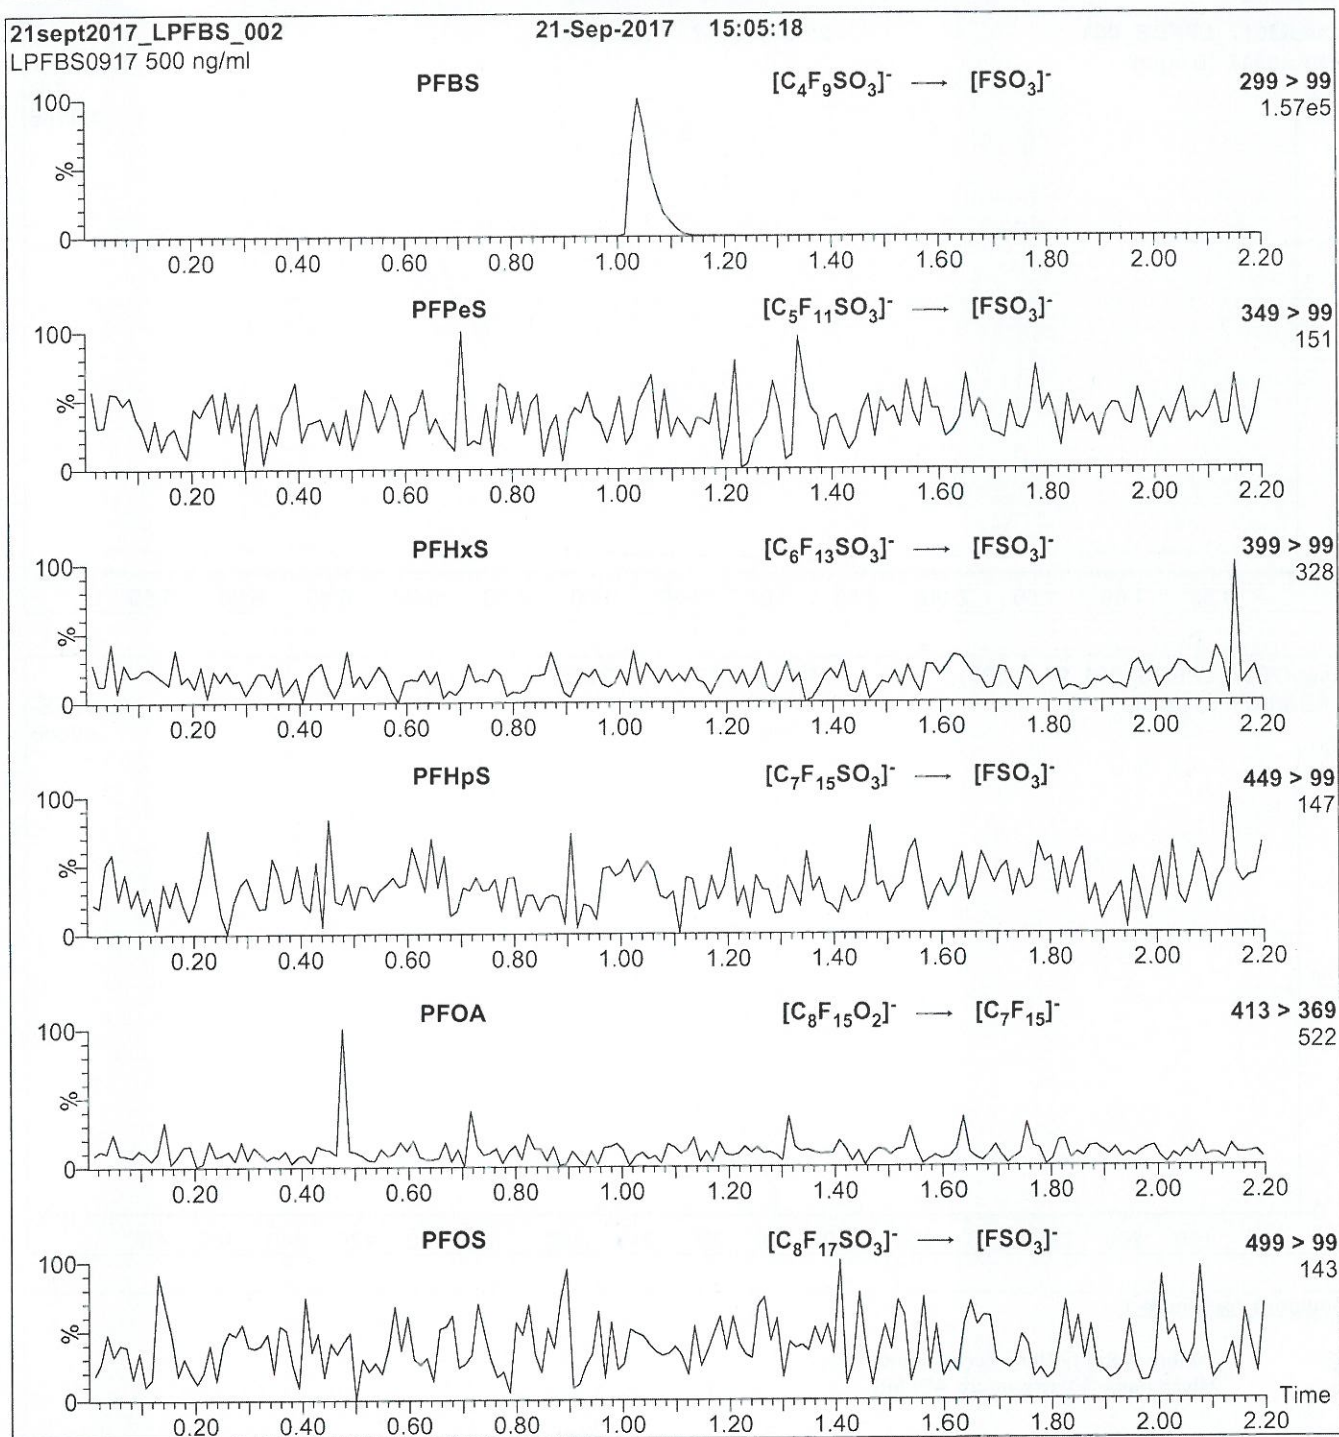 21sept2017_LPFBS_002 21-Sep-2017 15:05:18
LPFBS0917 500 ng/ml
PFBS [C4F9SO3]- → [FSO3]- 299 > 99
1.57e5
100
%
0
0.20 0.40 0.60 0.80 1.00 1.20 1.40 1.60 1.80 2.00 2.20
PFPeS [C5F11SO3]- → [FSO3]- 349 > 99
151
100
%
0
0.20 0.40 0.60 0.80 1.00 1.20 1.40 1.60 1.80 2.00 2.20
PFHxS [C6F13SO3]- → [FSO3]- 399 > 99
328
100
%
0
0.20 0.40 0.60 0.80 1.00 1.20 1.40 1.60 1.80 2.00 2.20
PFHpS [C7F15SO3]- → [FSO3]- 449 > 99
147
100
%
0
0.20 0.40 0.60 0.80 1.00 1.20 1.40 1.60 1.80 2.00 2.20
PFOA [C8F15O2]- → [C7F15]- 413 > 369
522
100
%
0
0.20 0.40 0.60 0.80 1.00 1.20 1.40 1.60 1.80 2.00 2.20
PFOS [C8F17SO3]- → [FSO3]- 499 > 99
143
100
%
0
Time
0.20 0.40 0.60 0.80 1.00 1.20 1.40 1.60 1.80 2.00 2.20